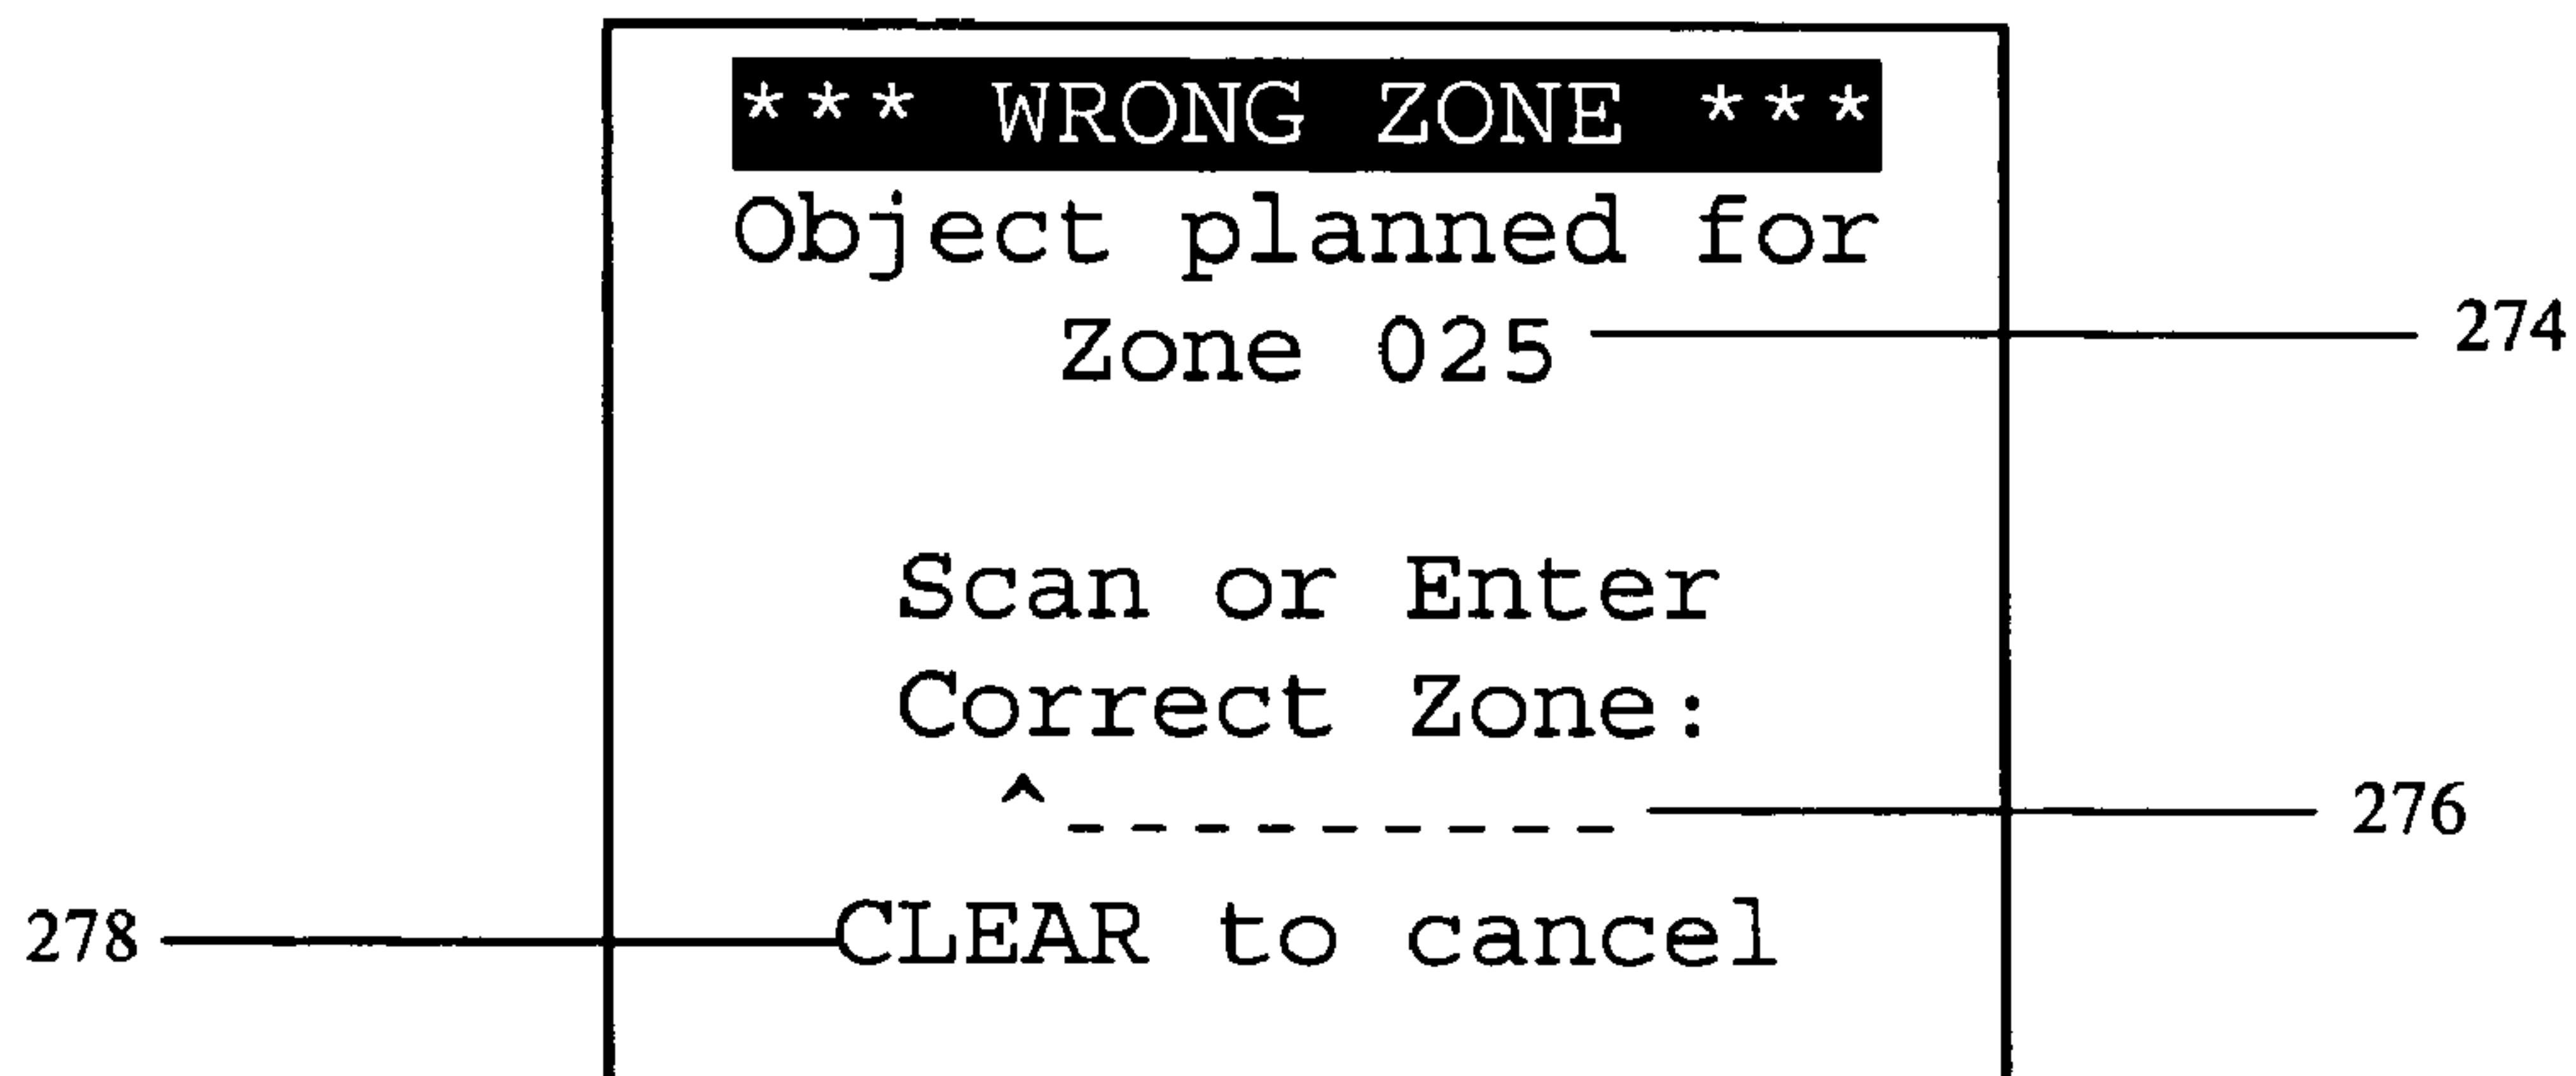 *** WRONG ZONE ***
Object planned for
Zone 025
274
Scan or Enter
Correct Zone:
^_________
276
278
CLEAR to cancel